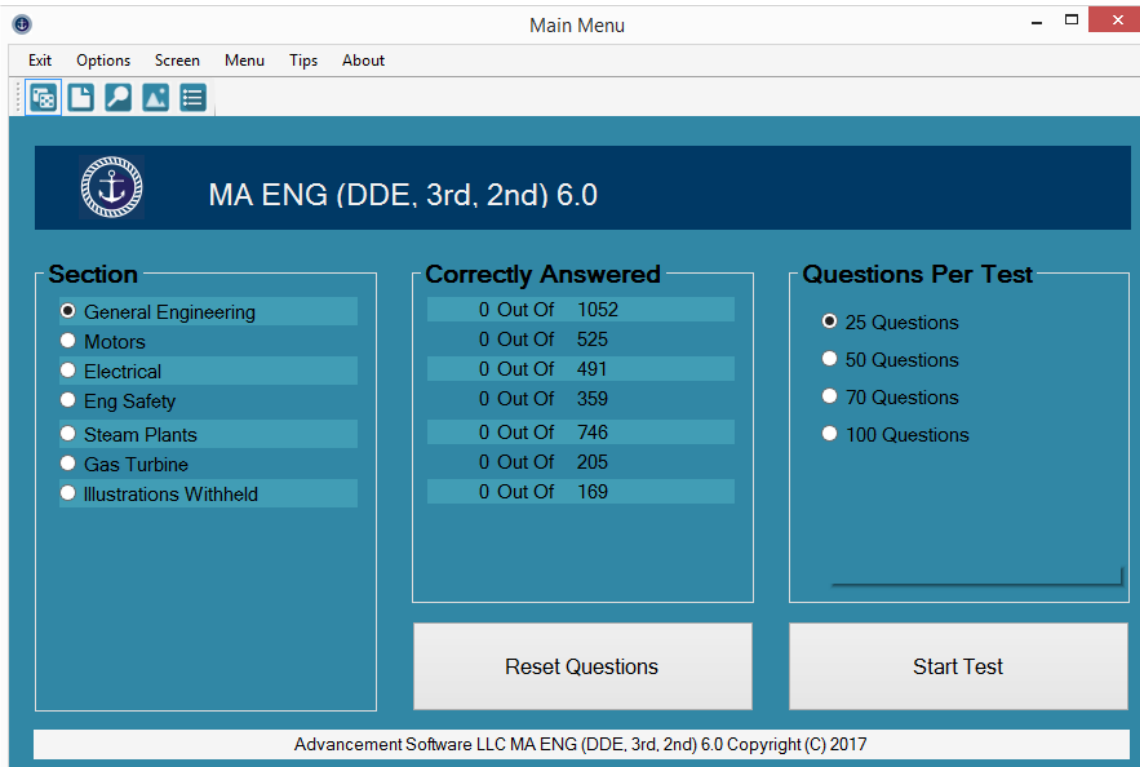 Main Menu
Exit Options Screen Menu Tips About
MA ENG (DDE, 3rd, 2nd) 6.0
Section
General Engineering
Motors
Electrical
Eng Safety
Steam Plants
Gas Turbine
Illustrations Withheld
Correctly Answered
0 Out Of 1052
0 Out Of 525
0 Out Of 491
0 Out Of 359
0 Out Of 746
0 Out Of 205
0 Out Of 169
Questions Per Test
25 Questions
50 Questions
70 Questions
100 Questions
Reset Questions
Start Test
Advancement Software LLC MA ENG (DDE, 3rd, 2nd) 6.0 Copyright (C) 2017